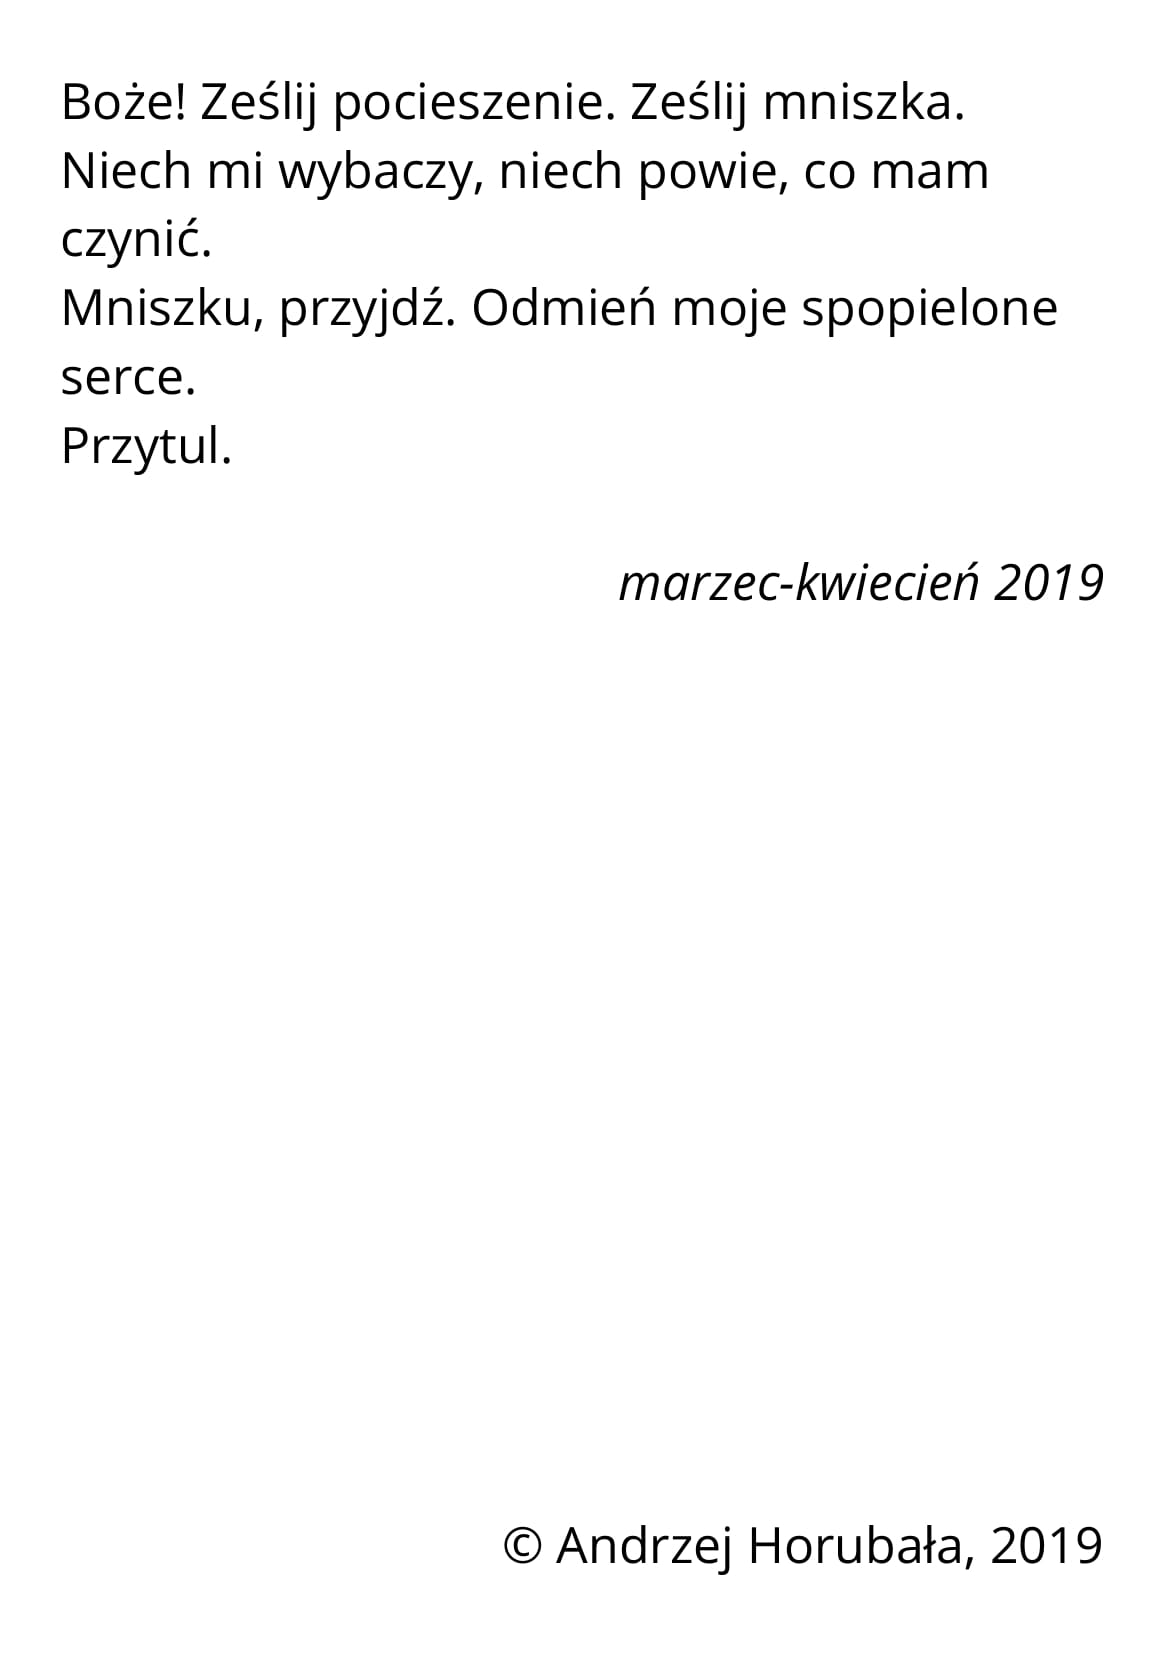 Boże! Ześlij pocieszenie. Ześlij mniszka.
Niech mi wybaczy, niech powie, co mam
czynić.
Mniszku, przyjdź. Odmień moje spopielone
serce.
Przytul.
marzec-kwiecień 2019
© Andrzej Horubała, 2019